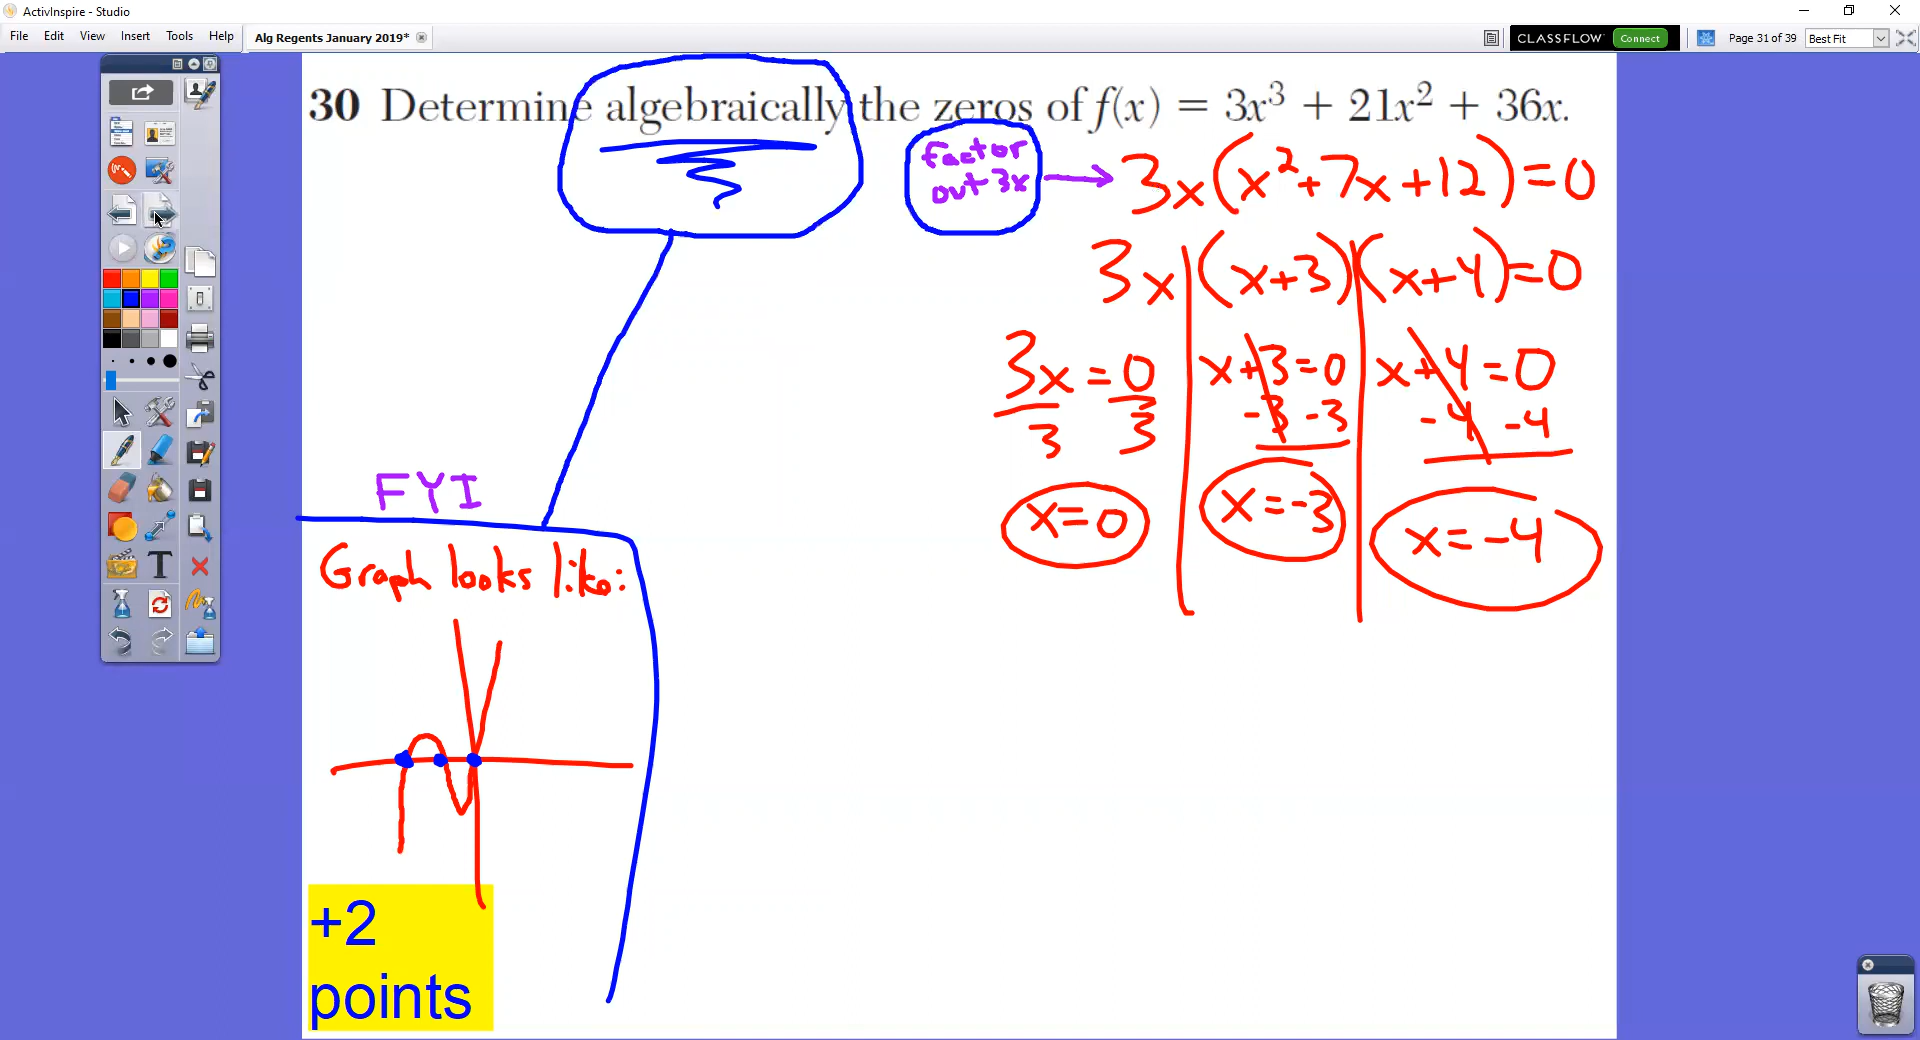 ActivInspire - Studio
File Edit View Insert Tools Help
Alg Regents January 2019*
CLASSFLOW Connect
Page 31 of 39
Best Fit
30 Determine algebraically the zeros of f(x) = 3x³ + 21x² + 36x.
factor
out 3x
3x(x²+7x+12)=0
3x (x+3) (x+4)=0
3x=0 x+3=0 x+4=0
3 3 -3 -3 -4 -4
x=0 x=-3 x=-4
FYI
Graph looks like:
+2
points
T